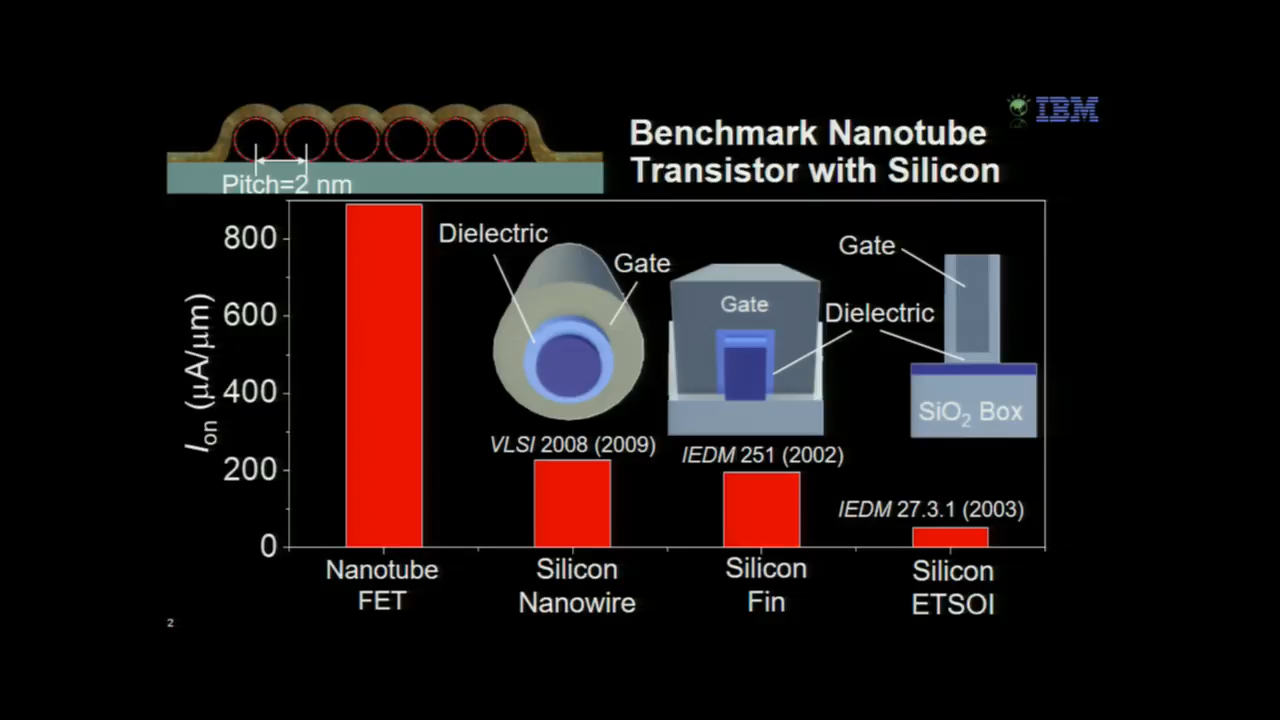 IBM
Benchmark Nanotube
Transistor with Silicon
Pitch=2 nm
800
600
400
200
0
Ion (μA/μm)
Dielectric
Gate
Gate
Gate
Dielectric
SiO2 Box
VLSI 2008 (2009)
IEDM 251 (2002)
IEDM 27.3.1 (2003)
Nanotube
FET
Silicon
Nanowire
Silicon
Fin
Silicon
ETSOI
2